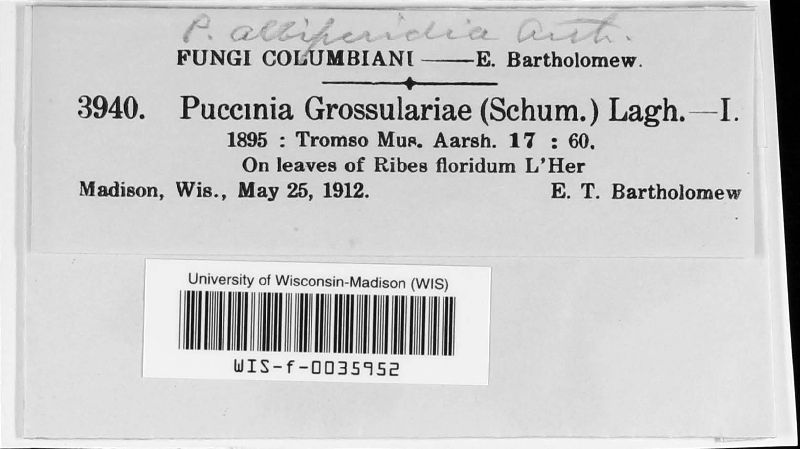 P. albiperidia Arth.
FUNGI COLUMBIANI — E. Bartholomew.
3940. Puccinia Grossulariae (Schum.) Lagh. — I.
1895 : Tromso Mus. Aarsh. 17 : 60.
On leaves of Ribes floridum L'Her
Madison, Wis., May 25, 1912. E. T. Bartholomew
University of Wisconsin-Madison (WIS)
WIS-f-0035952